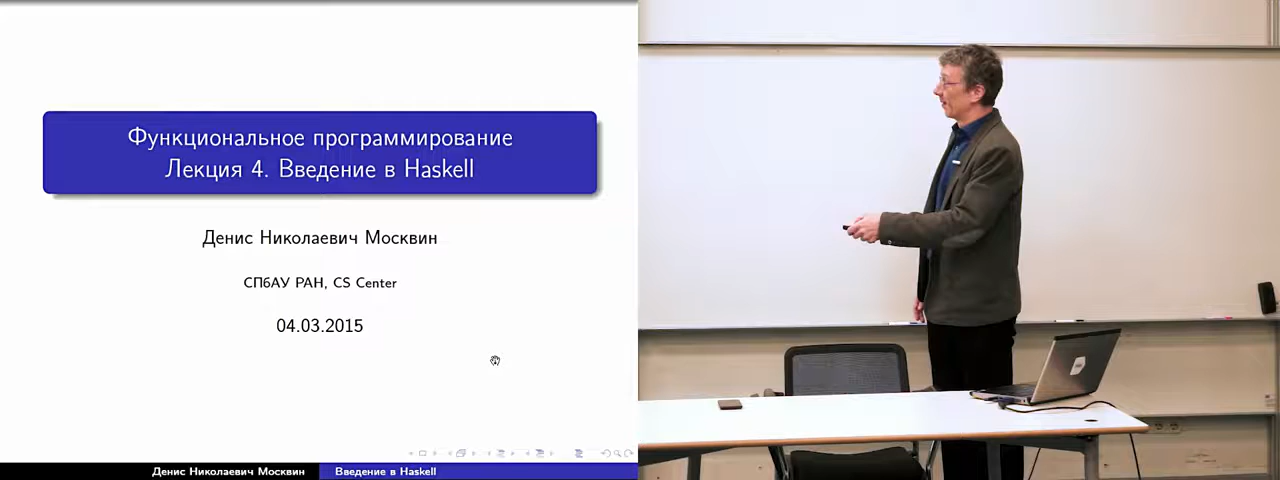 Функциональное программирование
Лекция 4. Введение в Haskell
Денис Николаевич Москвин
СПбАУ РАН, CS Center
04.03.2015
Денис Николаевич Москвин
Введение в Haskell